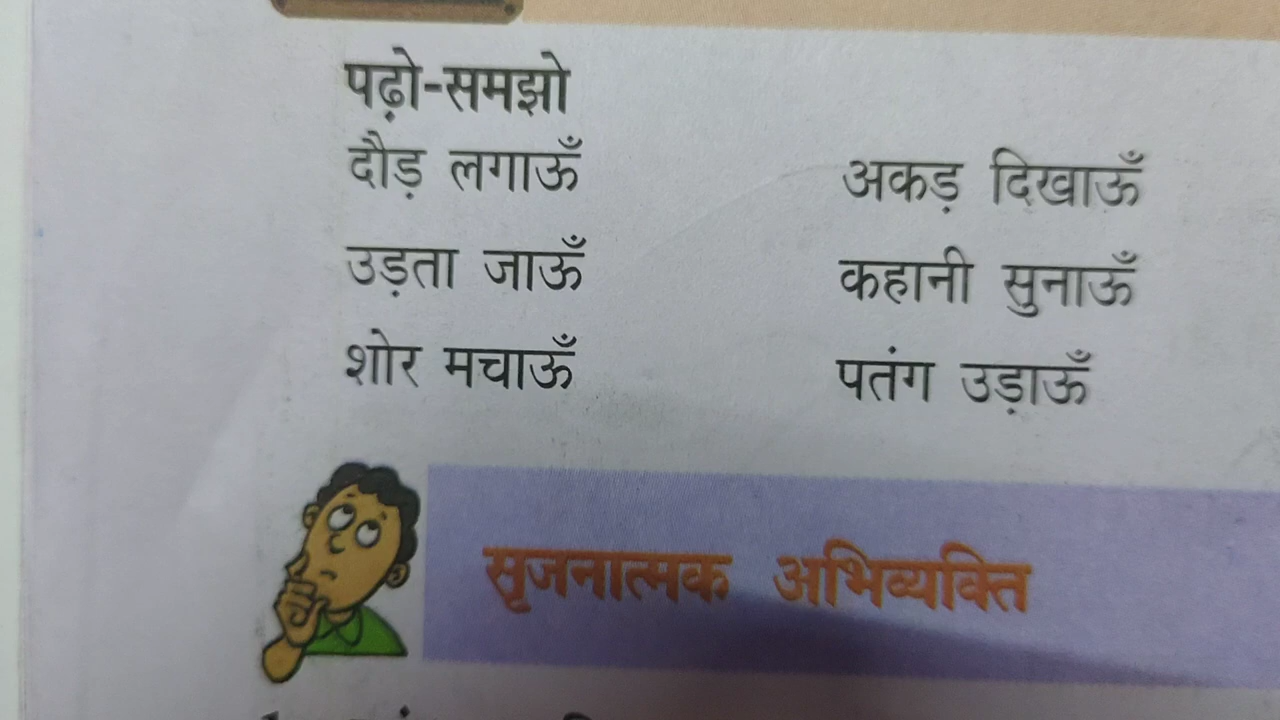 पढ़ो-समझो
दौड़ लगाऊँ अकड़ दिखाऊँ
उड़ता जाऊँ कहानी सुनाऊँ
शोर मचाऊँ पतंग उड़ाऊँ
सृजनात्मक अभिव्यक्ति